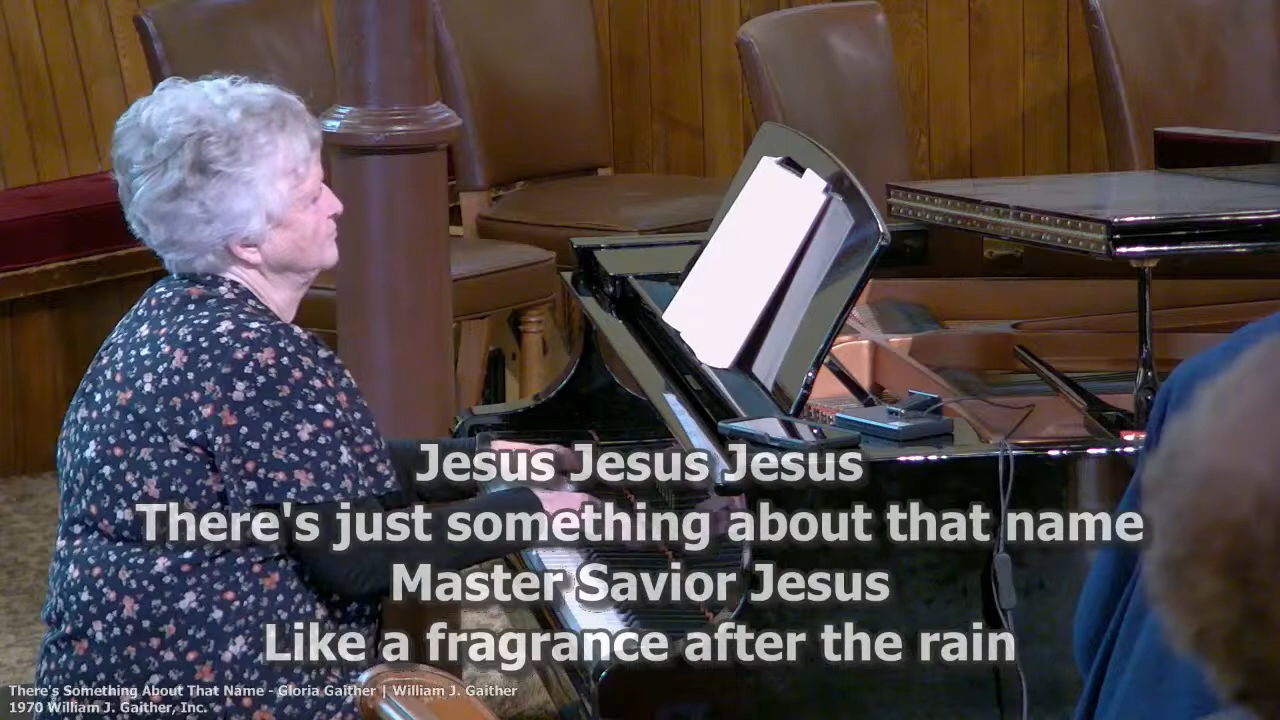 Jesus Jesus Jesus
There's just something about that name
Master Savior Jesus
Like a fragrance after the rain
There's Something About That Name - Gloria Gaither | William J. Gaither
1970 William J. Gaither, Inc.